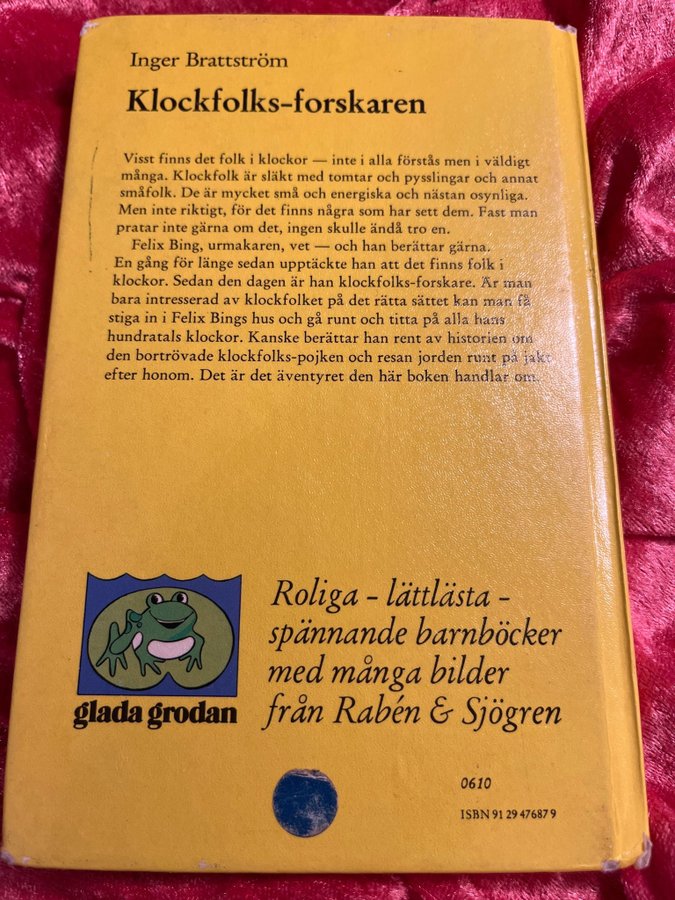 Inger Brattström
Klockfolks-forskaren
Visst finns det folk i klockor — inte i alla förstås men i väldigt
många. Klockfolk är släkt med tomtar och pysslingar och annat
småfolk. De är mycket små och energiska och nästan osynliga.
Men inte riktigt, för det finns några som har sett dem. Fast man
pratar inte gärna om det, ingen skulle ändå tro en.
Felix Bing, urmakaren, vet — och han berättar gärna.
En gång för länge sedan upptäckte han att det finns folk i
klockor. Sedan den dagen är han klockfolks-forskare. Är man
bara intresserad av klockfolket på det rätta sättet kan man få
stiga in i Felix Bings hus och gå runt och titta på alla hans
hundratals klockor. Kanske berättar han rent av historien om
den bortrövade klockfolks-pojken och resan jorden runt på jakt
efter honom. Det är det äventyret den här boken handlar om.
glada grodan
Roliga - lättlästa -
spännande barnböcker
med många bilder
från Rabén & Sjögren
0610
ISBN 91 29 47687 9